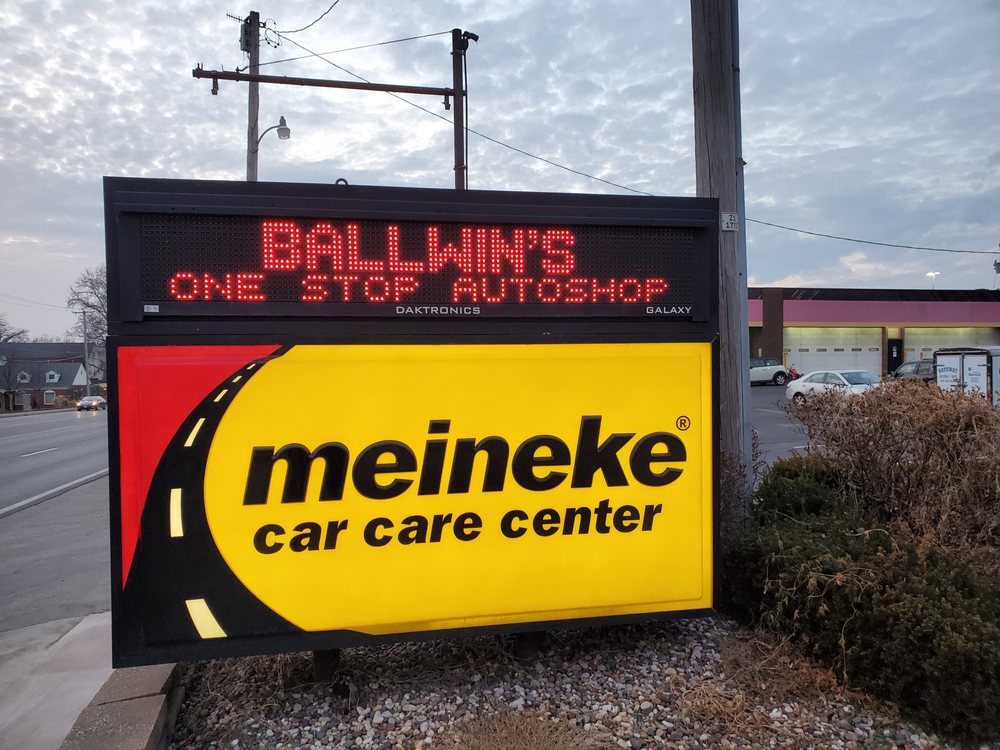 BALLWIN'S
ONE STOP AUTOSHOP
DAKTRONICS GALAXY
meineke®
car care center